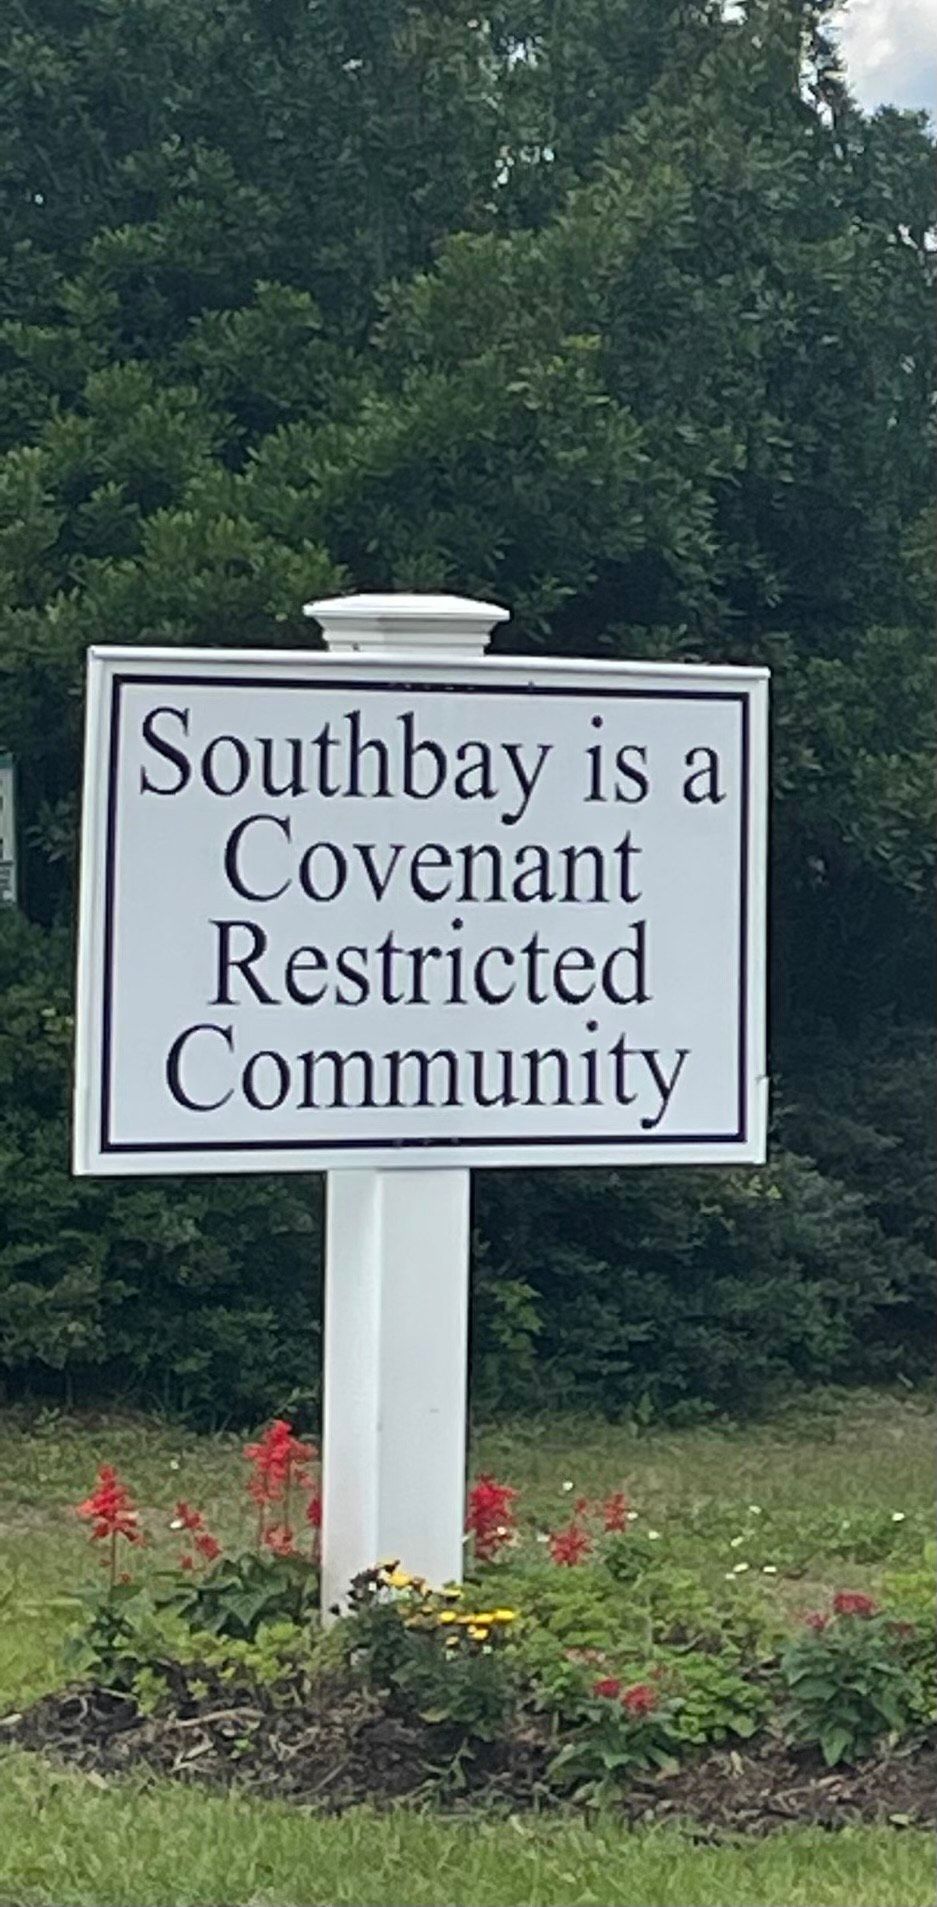 Southbay is a
Covenant
Restricted
Community